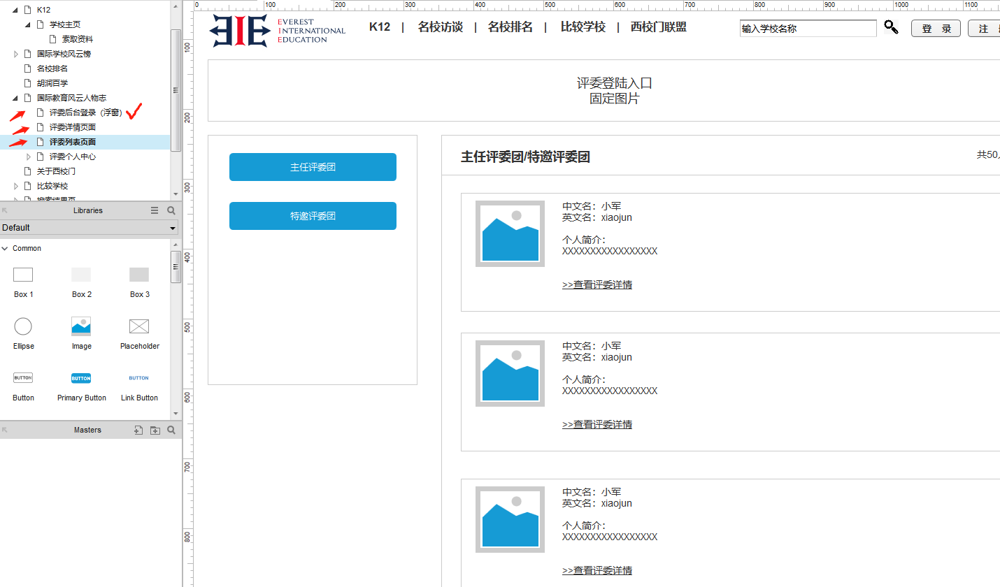 K12
学校主页
索取资料
国际学校风云榜
名校排名
胡润百学
国际教育风云人物志
评委后台登录（浮窗）
评委详情页面
评委列表页面
评委个人中心
关于西校门
比较学校
搜索结果页
Libraries
Default
Common
Box 1
Box 2
Box 3
Ellipse
Image
Placeholder
BUTTON
BUTTON
BUTTON
Button
Primary Button
Link Button
Masters
0
100
200
300
400
500
600
700
800
900
1000
1100
100
200
300
400
500
600
700
800
EIE
EVEREST
INTERNATIONAL
EDUCATION
K12 | 名校访谈 | 名校排名 | 比较学校 | 西校门联盟
输入学校名称
登 录
注
评委登陆入口
固定图片
主任评委团
特邀评委团
主任评委团/特邀评委团
共50
中文名：小军
英文名：xiaojun
个人简介：
XXXXXXXXXXXXXXXXX
>>查看评委详情
中文名：小军
英文名：xiaojun
个人简介：
XXXXXXXXXXXXXXXXX
>>查看评委详情
中文名：小军
英文名：xiaojun
个人简介：
XXXXXXXXXXXXXXXXX
>>查看评委详情